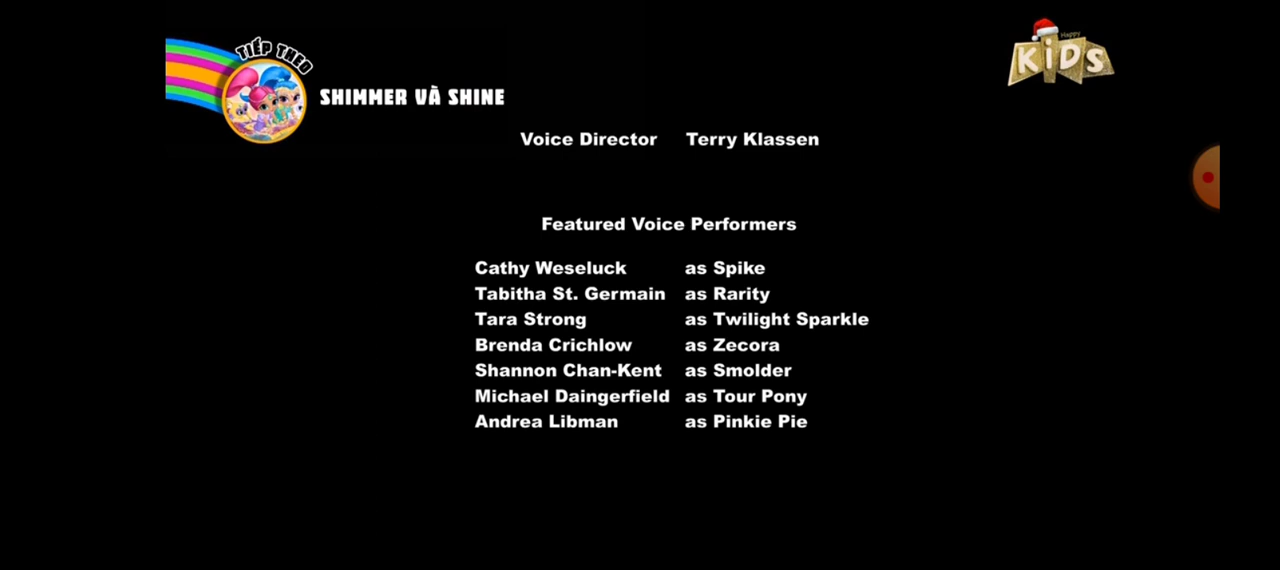 TIẾP THEO
SHIMMER VÀ SHINE
Happy
KiDS
Voice Director Terry Klassen
Featured Voice Performers
Cathy Weseluck as Spike
Tabitha St. Germain as Rarity
Tara Strong as Twilight Sparkle
Brenda Crichlow as Zecora
Shannon Chan-Kent as Smolder
Michael Daingerfield as Tour Pony
Andrea Libman as Pinkie Pie